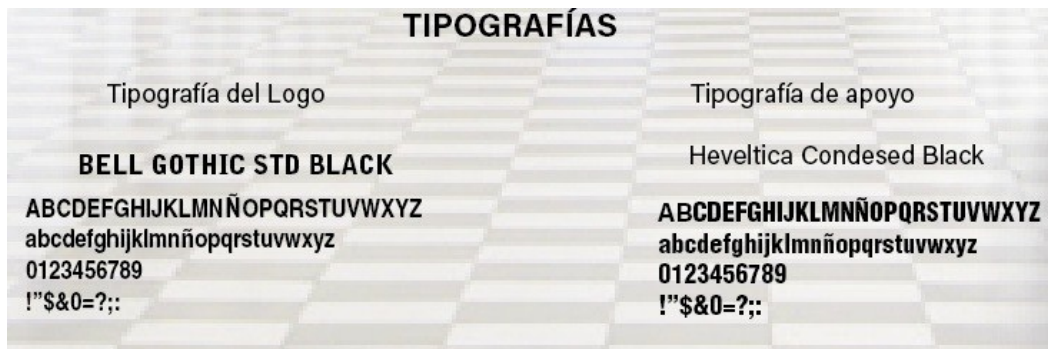 TIPOGRAFÍAS
Tipografía del Logo
BELL GOTHIC STD BLACK
ABCDEFGHIJKLMNÑOPQRSTUVWXYZ
abcdefghijklmnñopqrstuvwxyz
0123456789
!”$&0=?;:
Tipografía de apoyo
Heveltica Condesed Black
ABCDEFGHIJKLMNÑOPQRSTUVWXYZ
abcdefghijklmnñopqrstuvwxyz
0123456789
!”$&0=?;: